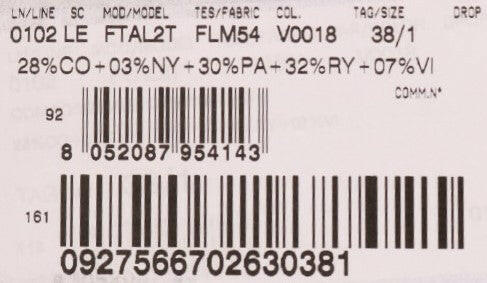 LN/LINE SC MOD/MODEL TES/FABRIC COL. TAG/SIZE DROP
0102 LE FTAL2T FLM54 V0018 38/1
28%CO+03%NY+30%PA+32%RY+07%VI
COMM.N°
92
8 052087 954143
161
0927566702630381